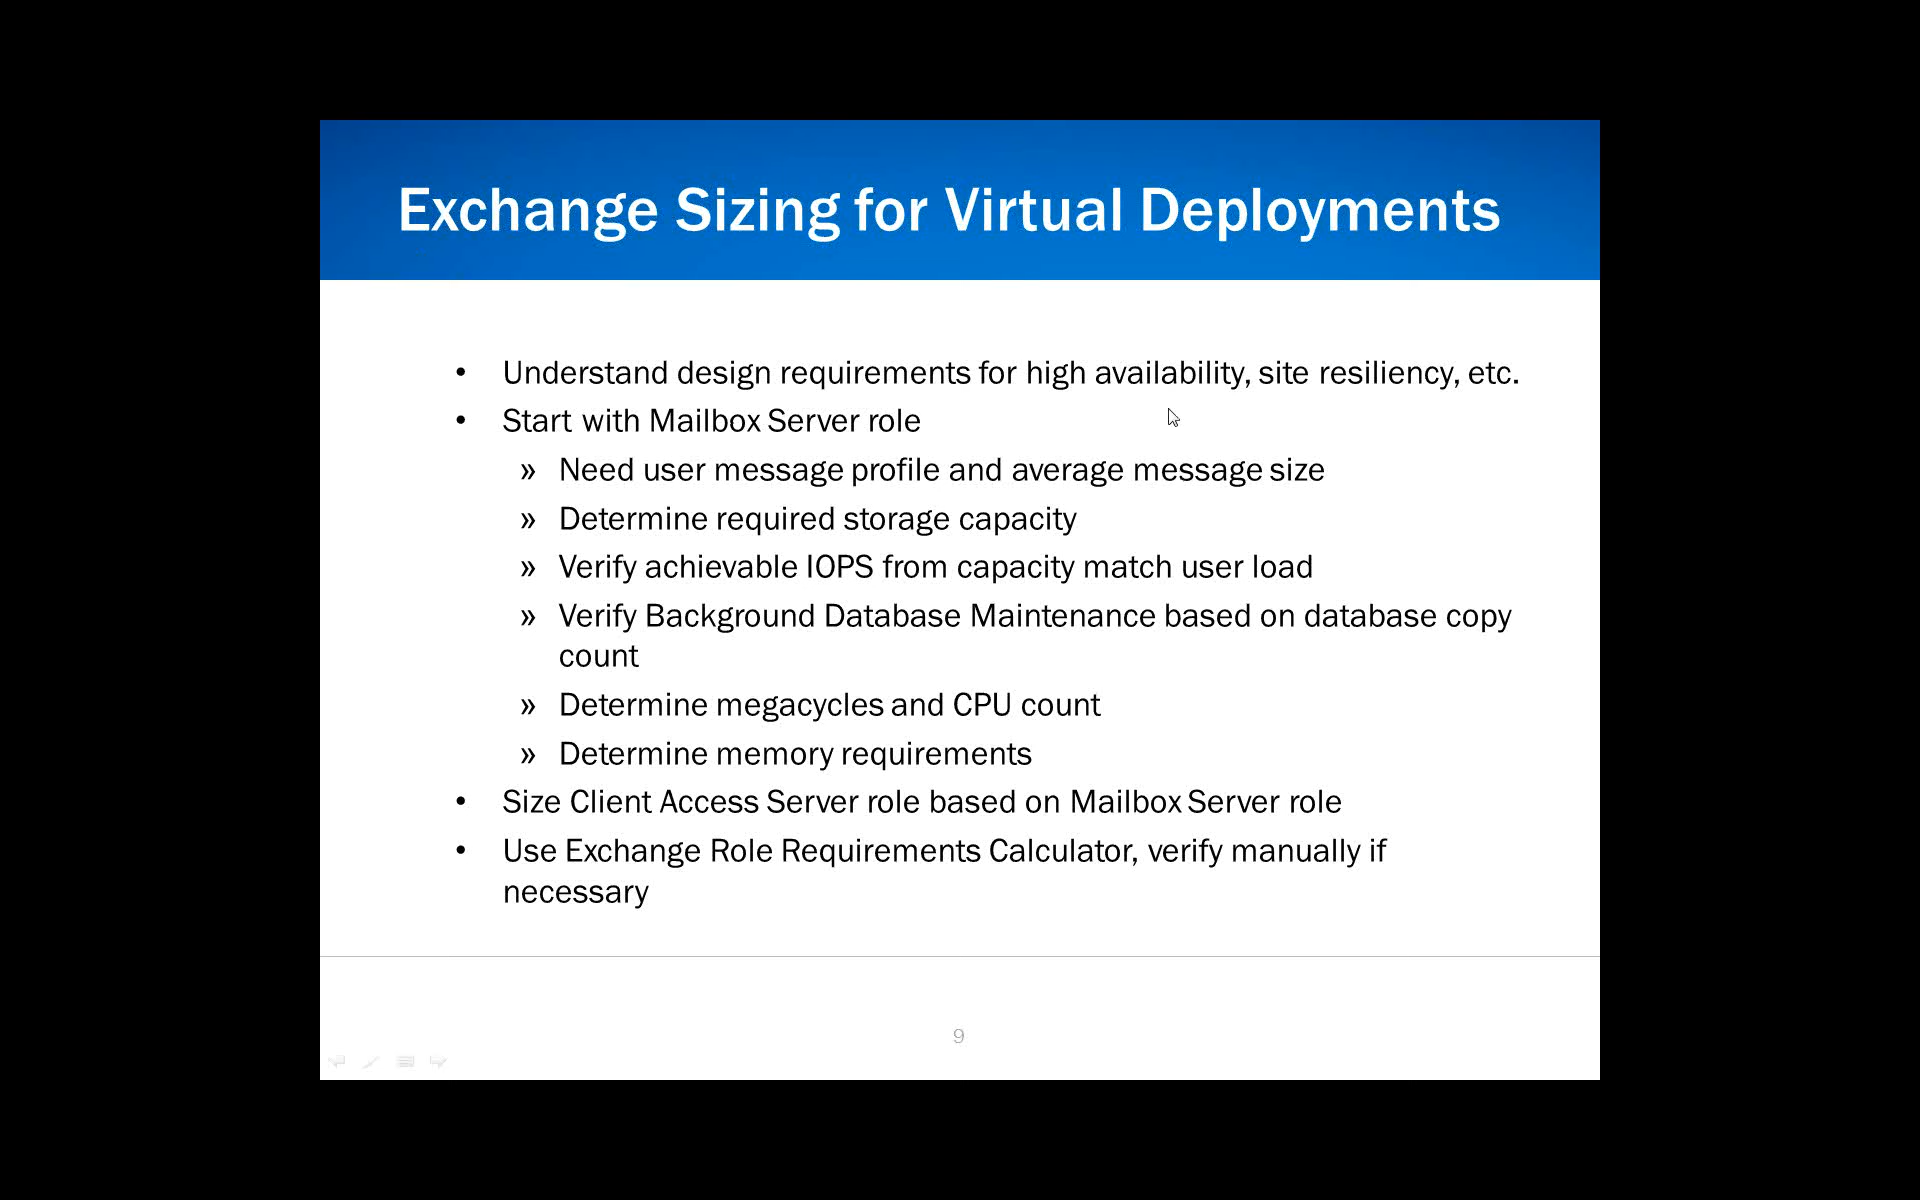 Exchange Sizing for Virtual Deployments
• Understand design requirements for high availability, site resiliency, etc.
• Start with Mailbox Server role
» Need user message profile and average message size
» Determine required storage capacity
» Verify achievable IOPS from capacity match user load
» Verify Background Database Maintenance based on database copy
count
» Determine megacycles and CPU count
» Determine memory requirements
• Size Client Access Server role based on Mailbox Server role
• Use Exchange Role Requirements Calculator, verify manually if
necessary
9